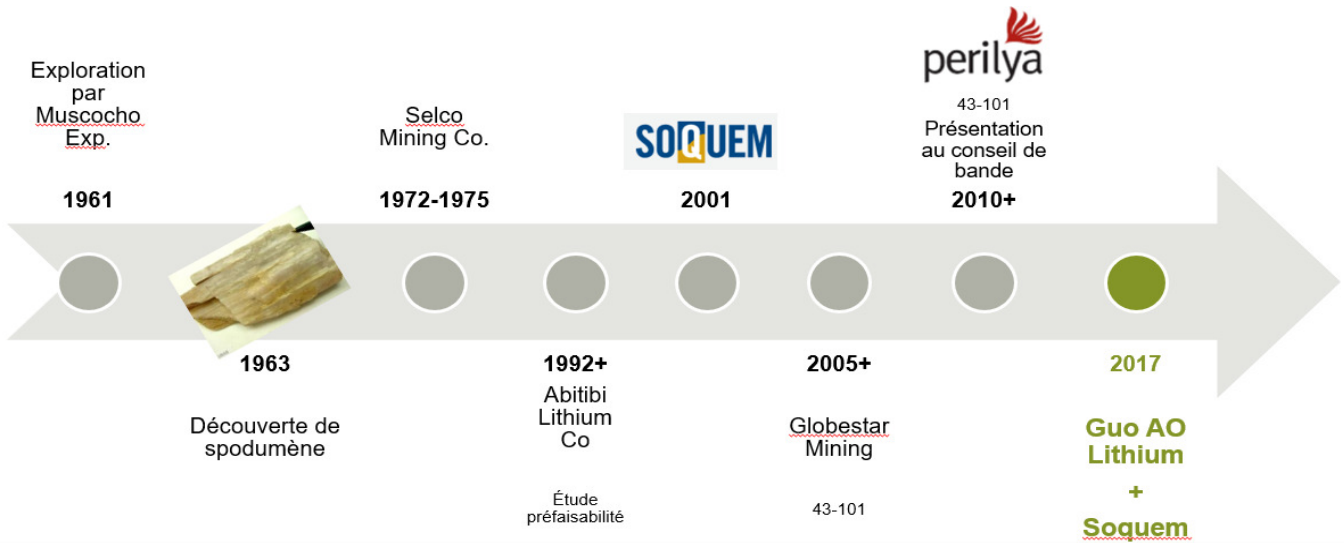 Exploration
par
Muscocho
Exp.
1961
1963
Découverte de
spodumène
Selco
Mining Co.
1972-1975
1992+
Abitibi
Lithium
Co
Étude
préfaisabilité
SOQUEM
2001
2005+
Globestar
Mining
43-101
perilya
43-101
Présentation
au conseil de
bande
2010+
2017
Guo AO
Lithium
+
Soquem